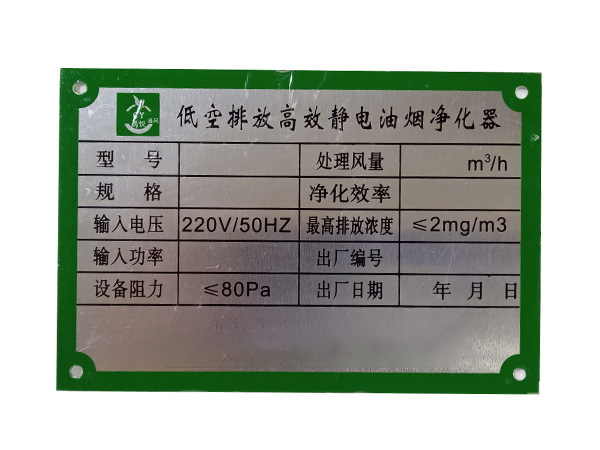 通风
低空排放高效静电油烟净化器
型 号 处理风量 m³/h
规 格 净化效率
输入电压 220V/50HZ 最高排放浓度 ≤2mg/m3
输入功率 出厂编号
设备阻力 ≤80Pa 出厂日期 年 月 日